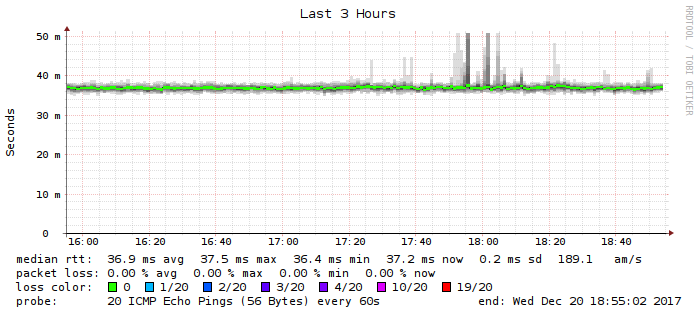 Last 3 Hours
RRDTOOL / TOBI OETIKER
Seconds
50 m
40 m
30 m
20 m
10 m
0
16:00 16:20 16:40 17:00 17:20 17:40 18:00 18:20 18:40
median rtt: 36.9 ms avg 37.5 ms max 36.4 ms min 37.2 ms now 0.2 ms sd 189.1 am/s
packet loss: 0.00 % avg 0.00 % max 0.00 % min 0.00 % now
loss color: 0 1/20 2/20 3/20 4/20 10/20 19/20
probe: 20 ICMP Echo Pings (56 Bytes) every 60s end: Wed Dec 20 18:55:02 2017